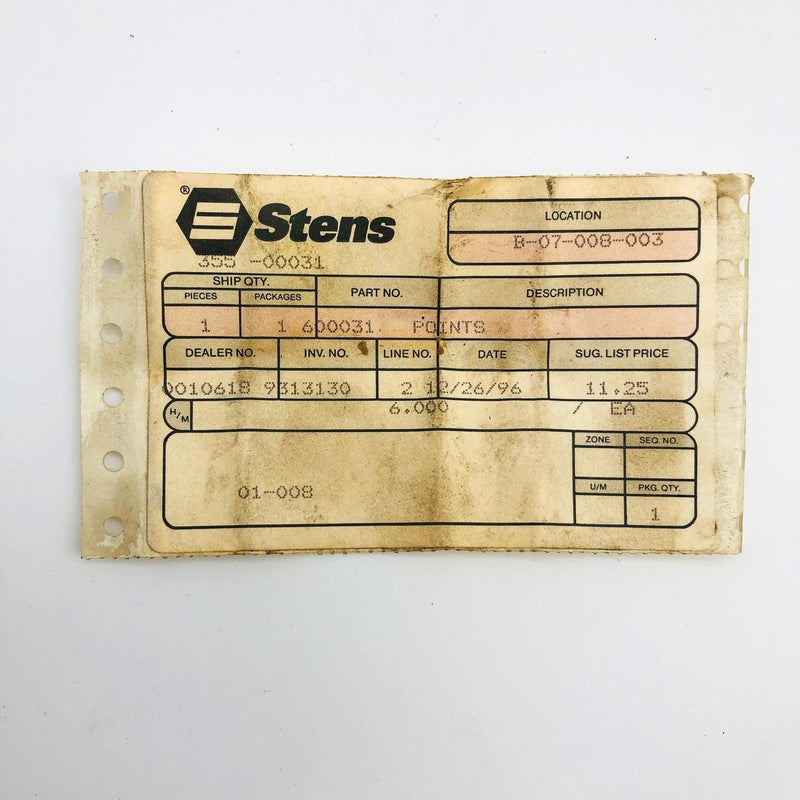 ® Stens
LOCATION
B-07-008-003
355 -00031
SHIP QTY. PART NO. DESCRIPTION
PIECES PACKAGES
1 1 600031 POINTS
DEALER NO. INV. NO. LINE NO. DATE SUG. LIST PRICE
0010618 9313130 2 12/26/96 11.25
H/M 6.000 / EA
ZONE SEQ. NO.
U/M PKG. QTY.
01-008
1